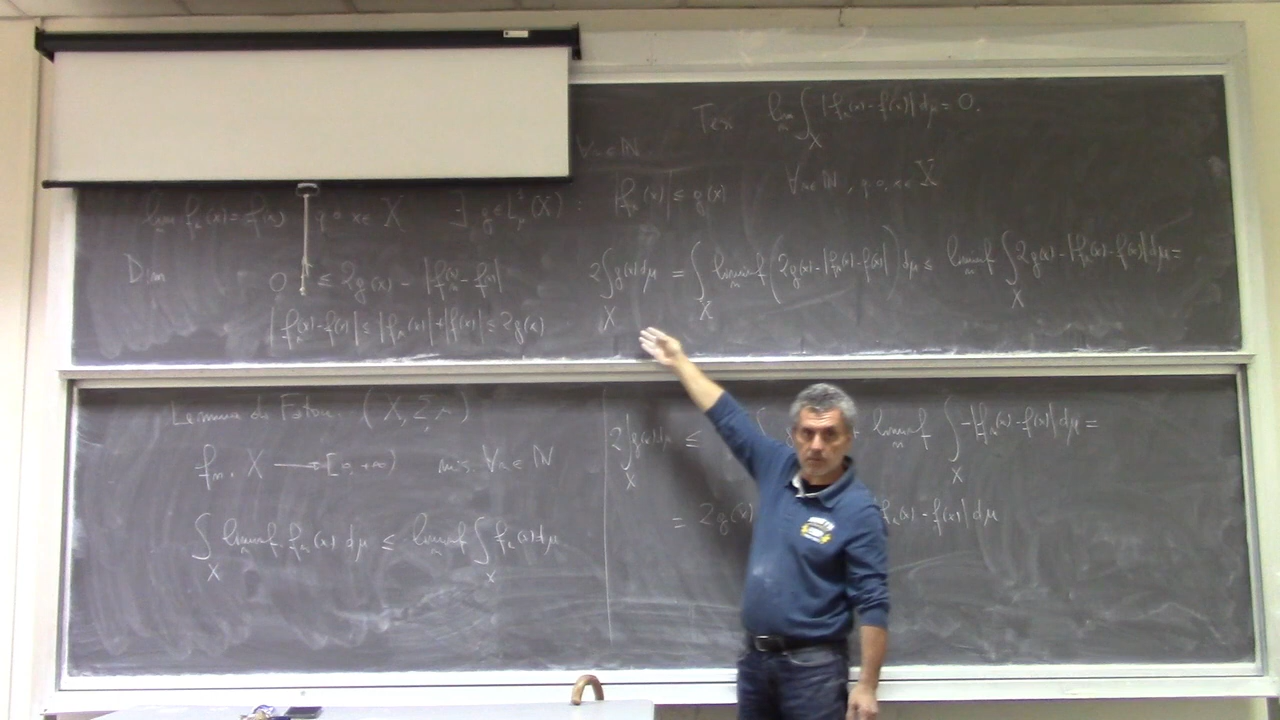 Tesi lim_n ∫_X |f_n(x) - f(x)| dμ = 0.
∀n∈ℕ
lim_n f_n(x) = f(x) q.o. x∈X ∃ g∈L^1_μ(X) : |f_n(x)| ≤ g(x) ∀n∈ℕ, q.o. x∈X
Dim 0 ≤ 2g(x) - |f_n(x) - f(x)| 2∫_X g(x) dμ = ∫_X liminf_n (2g(x) - |f_n(x) - f(x)|) dμ ≤ liminf_n ∫_X 2g(x) - |f_n(x) - f(x)| dμ =
|f_n(x) - f(x)| ≤ |f_n(x)| + |f(x)| ≤ 2g(x)
Lemma di Fatou. (X, Σ, μ)
f_n: X → [0, +∞) mis. ∀n∈ℕ
∫_X liminf_n f_n(x) dμ ≤ liminf_n ∫_X f_n(x) dμ
2∫_X g(x) dμ ≤ + liminf_n ∫_X -|f_n(x) - f(x)| dμ =
= 2g(x) f_n(x) - f(x)| dμ